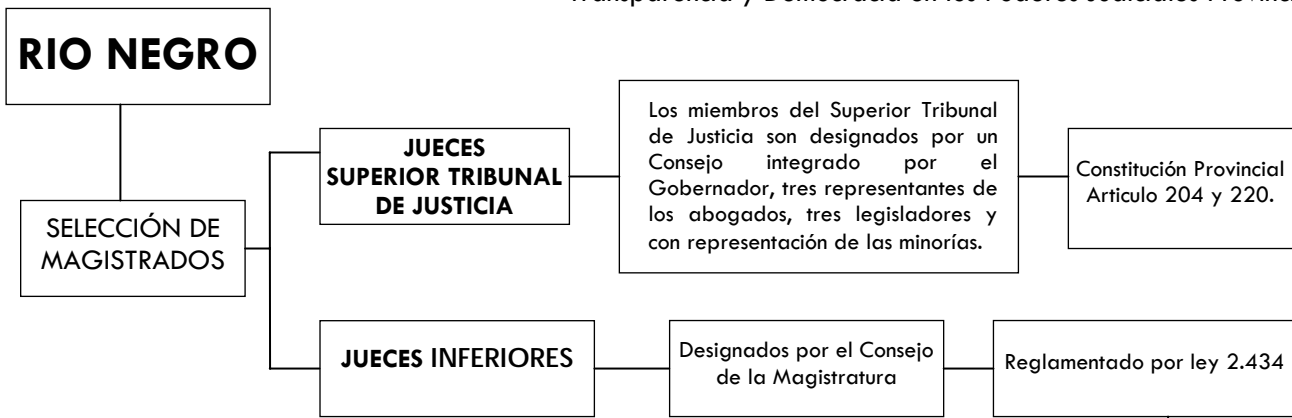 Transparencia y Democracia en los Poderes Judiciales
RIO NEGRO
SELECCIÓN DE
MAGISTRADOS
JUECES
SUPERIOR TRIBUNAL
DE JUSTICIA
Los miembros del Superior Tribunal
de Justicia son designados por un
Consejo integrado por el
Gobernador, tres representantes de
los abogados, tres legisladores y
con representación de las minorías.
Constitución Provincial
Articulo 204 y 220.
JUECES INFERIORES
Designados por el Consejo
de la Magistratura
Reglamentado por ley 2.434